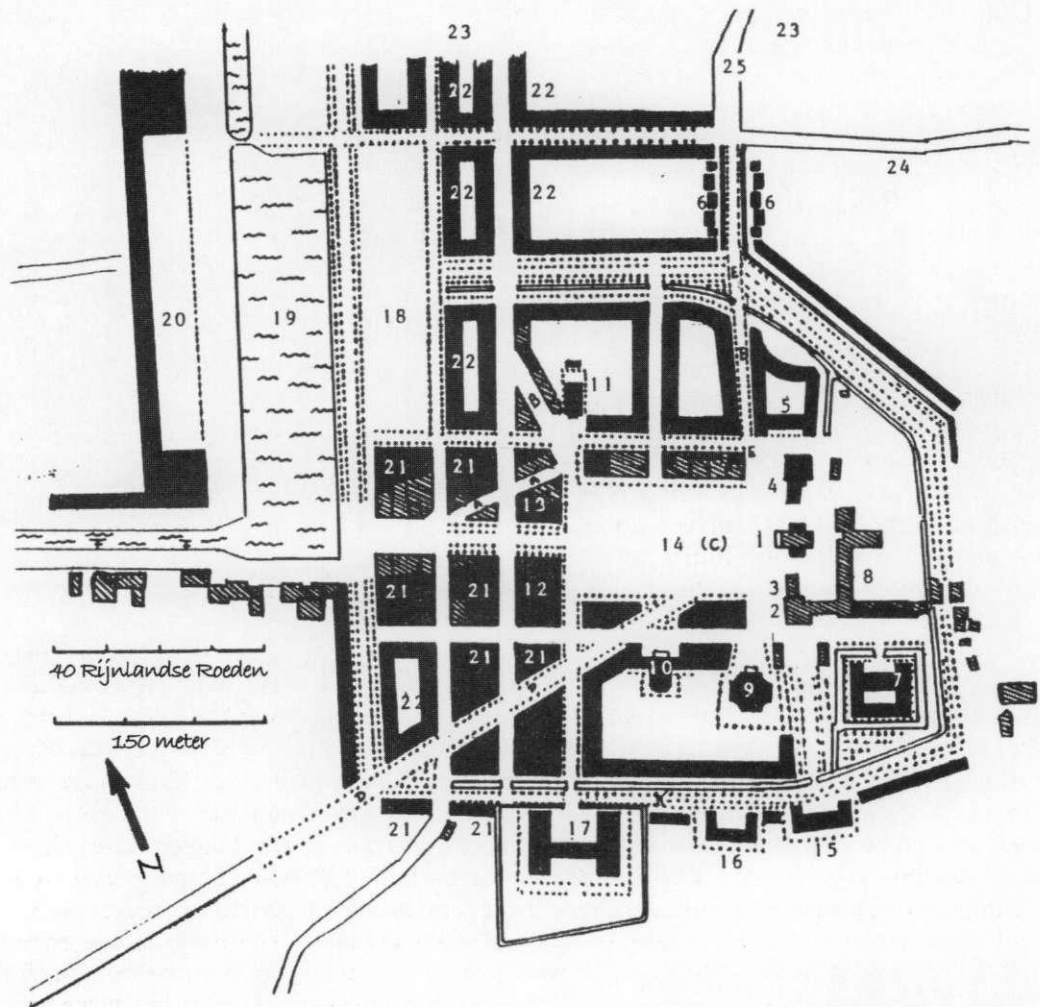 23 23
25
22 22
24
22 22 6 6
E
20 19 18
22 11 B
B 5 a
E
21 21 4
13
14 (C) 1
8
21 21 12 3
2
40 Rijnlandse Roeden
21 21 10 7
9
22
150 meter
D
K
N
21 21 17 16 15